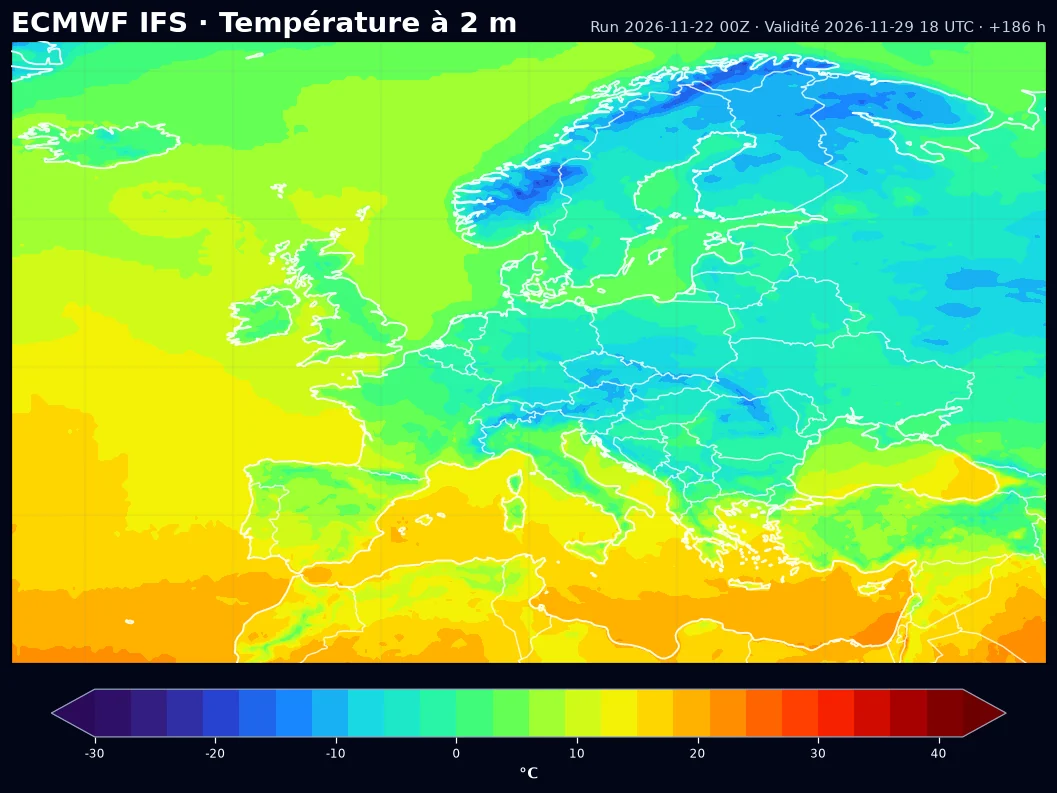 ECMWF IFS · Température à 2 m
Run 2026-11-22 00Z · Validité 2026-11-29 18 UTC · +186 h
-30 -20 -10 0 10 20 30 40
°C